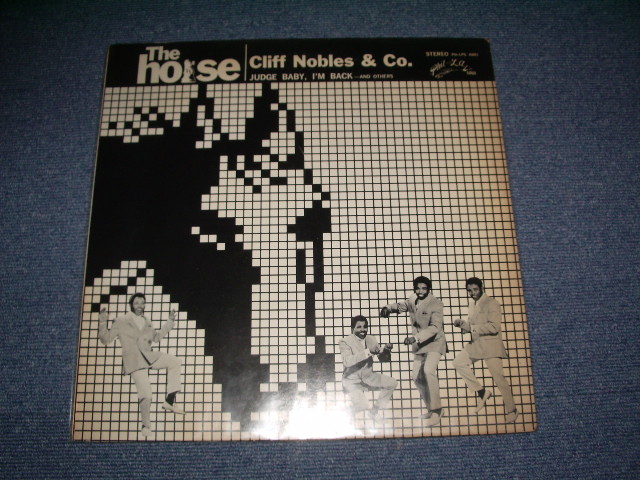 The horse
Cliff Nobles & Co.
JUDGE BABY, I'M BACK —AND OTHERS
STEREO